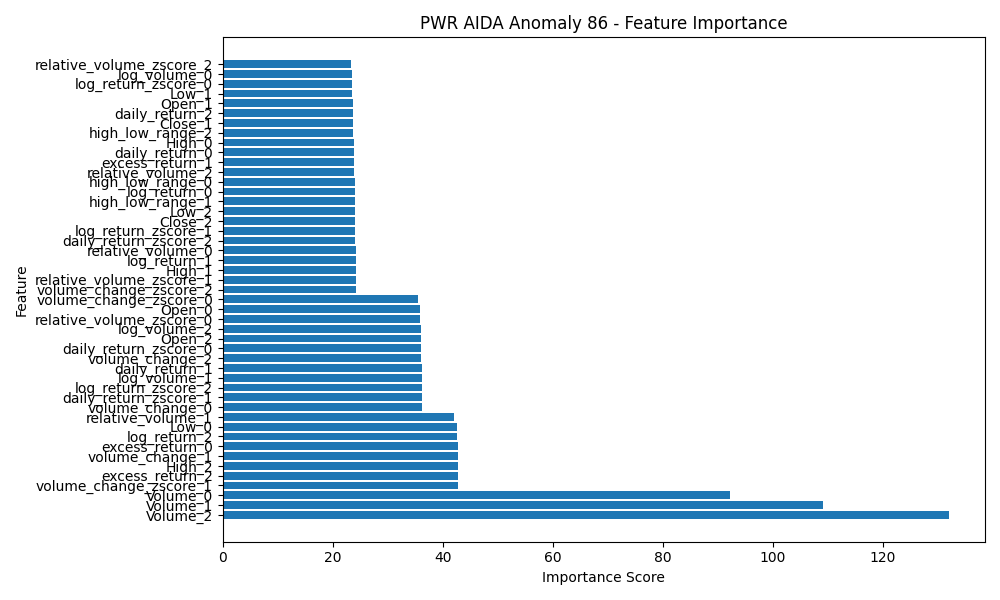 PWR AIDA Anomaly 86 - Feature Importance
relative_volume_zscore_2
log_volume_0
log_return_zscore_0
Low_1
Open_1
daily_return_2
Close_1
high_low_range_2
High_0
daily_return_0
excess_return_1
relative_volume_2
high_low_range_0
log_return_0
high_low_range_1
Low_2
Close_2
log_return_zscore_1
daily_return_zscore_2
relative_volume_0
log_return_1
High_1
relative_volume_zscore_1
volume_change_zscore_2
volume_change_zscore_0
Open_0
relative_volume_zscore_0
log_volume_2
Open_2
daily_return_zscore_0
volume_change_2
daily_return_1
log_volume_1
log_return_zscore_2
daily_return_zscore_1
volume_change_0
relative_volume_1
Low_0
log_return_2
excess_return_0
volume_change_1
High_2
excess_return_2
volume_change_zscore_1
Volume_0
Volume_1
Volume_2
Feature
0 20 40 60 80 100 120
Importance Score